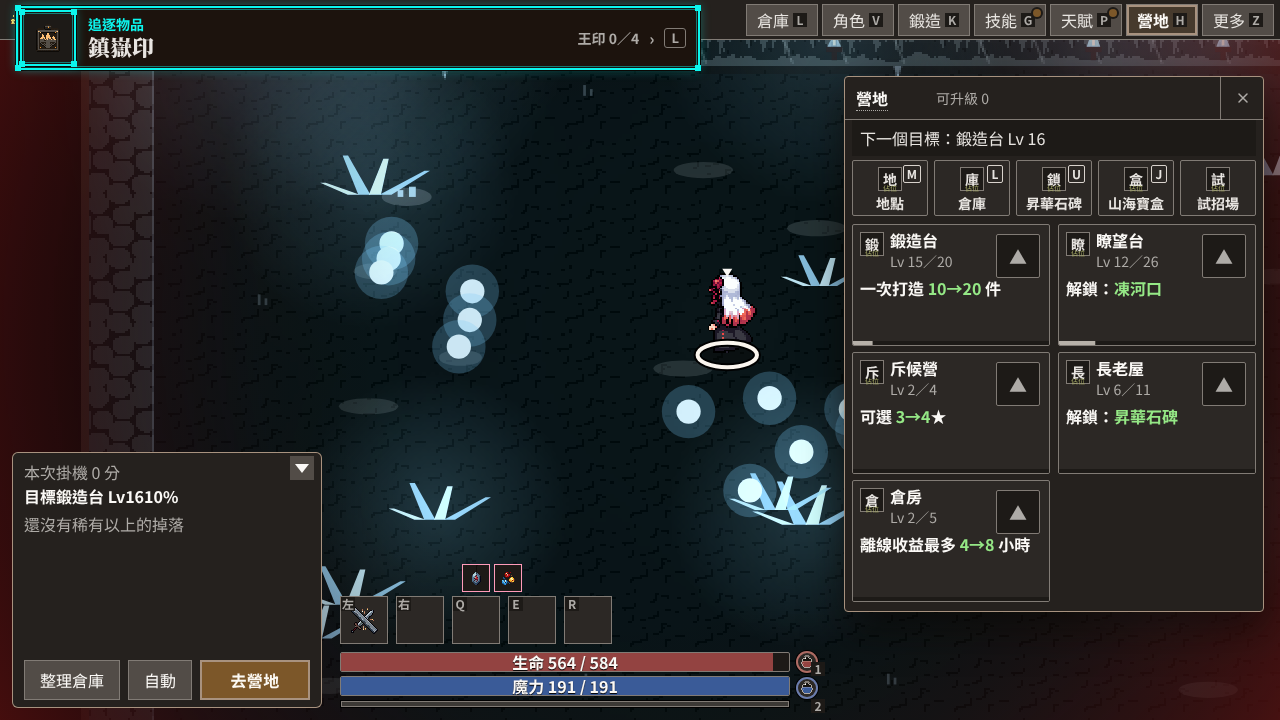 追逐物品
鎮嶽印
王印 0／4 › L
倉庫 L
角色 V
鍛造 K
技能 G
天賦 P
營地 H
更多 Z
營地
可升級 0
×
下一個目標：鍛造台 Lv 16
地 M
地點
庫 L
倉庫
鎖 U
昇華石碑
盒 J
山海寶盒
試
試招場
鍛
鍛造台
Lv 15／20
一次打造 10→20 件
瞭
瞭望台
Lv 12／26
解鎖：凍河口
斥
斥候營
Lv 2／4
可選 3→4★
長
長老屋
Lv 6／11
解鎖：昇華石碑
倉
倉房
Lv 2／5
離線收益最多 4→8 小時
本次掛機 0 分
目標鍛造台 Lv1610%
還沒有稀有以上的掉落
整理倉庫
自動
去營地
左
右
Q
E
R
生命 564 / 584
1
魔力 191 / 191
2